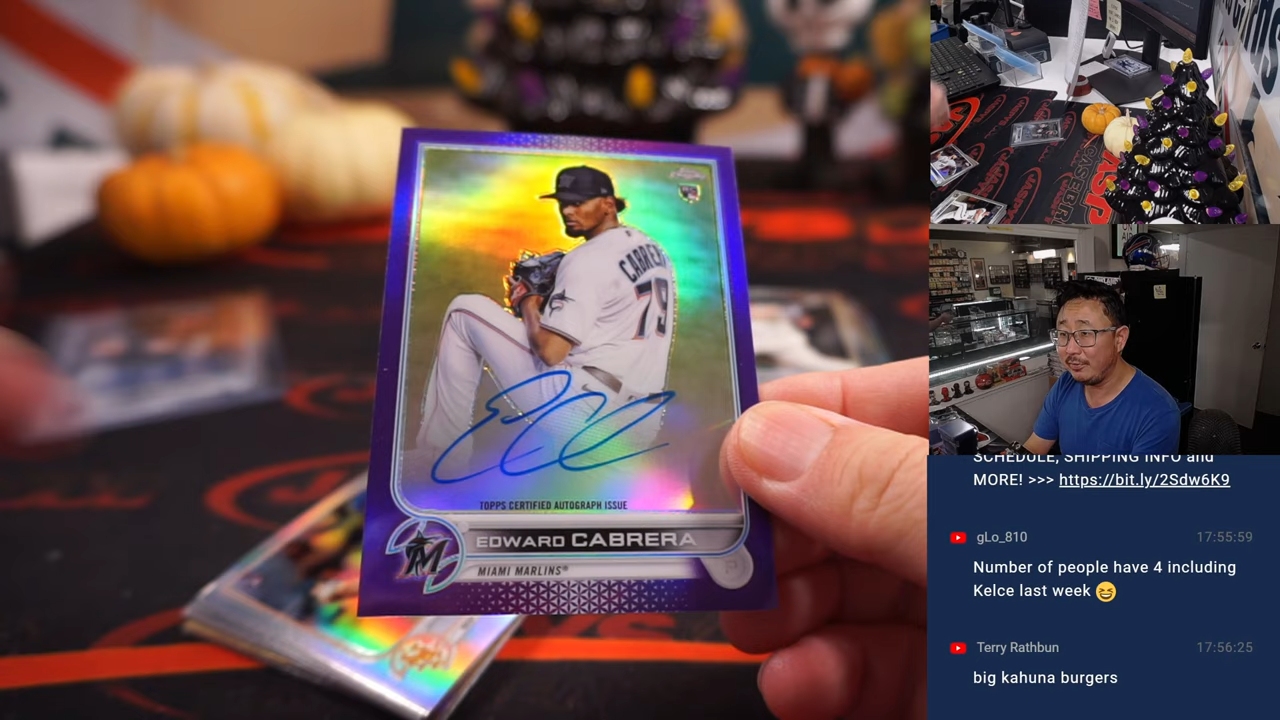 CABRERA
79
TOPPS CERTIFIED AUTOGRAPH ISSUE
EDWARD CABRERA
MIAMI MARLINS®
P
M
SCHEDULE, SHIPPING INFO and
MORE! >>> https://bit.ly/2Sdw6K9
gLo_810 17:55:59
Number of people have 4 including
Kelce last week 😆
Terry Rathbun 17:56:25
big kahuna burgers